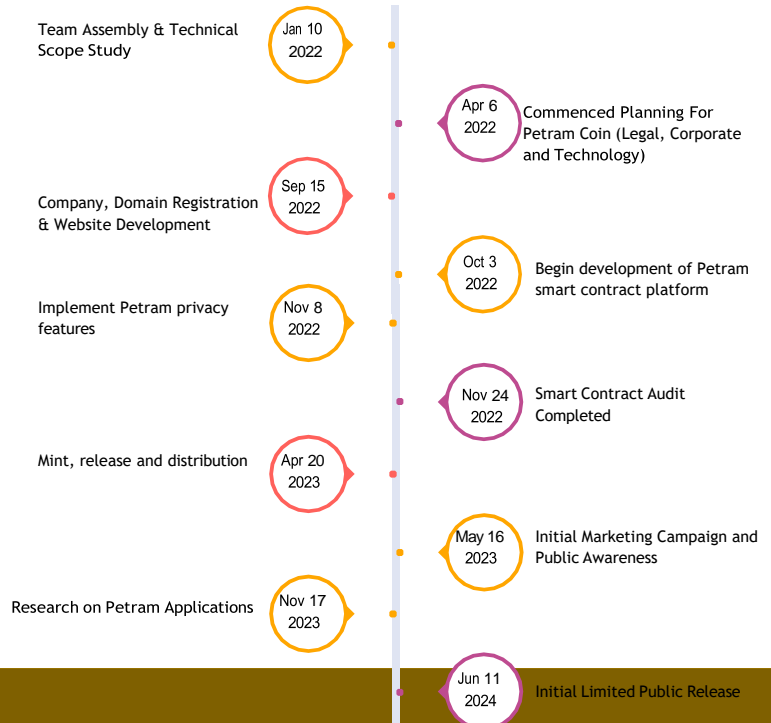 Team Assembly & Technical
Scope Study
Jan 10
2022
Apr 6
2022
Commenced Planning For
Petram Coin (Legal, Corporate
and Technology)
Sep 15
2022
Company, Domain Registration
& Website Development
Oct 3
2022
Begin development of Petram
smart contract platform
Implement Petram privacy
features
Nov 8
2022
Nov 24
2022
Smart Contract Audit
Completed
Mint, release and distribution
Apr 20
2023
May 16
2023
Initial Marketing Campaign and
Public Awareness
Research on Petram Applications
Nov 17
2023
Jun 11
2024
Initial Limited Public Release